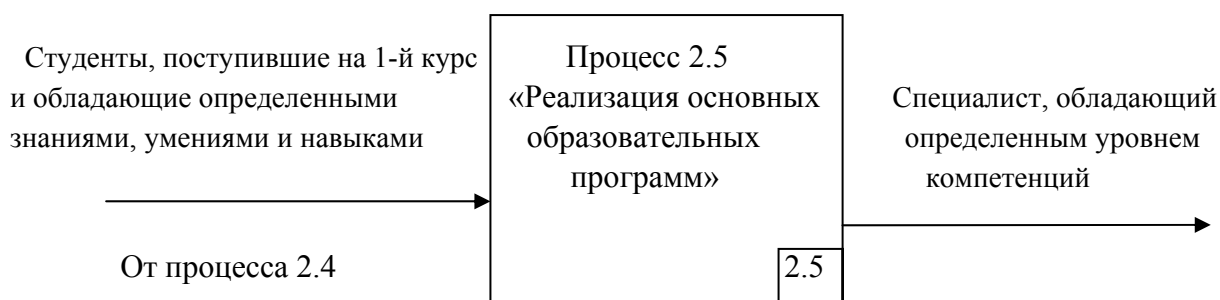 Студенты, поступившие на 1-й курс
и обладающие определенными
знаниями, умениями и навыками
От процесса 2.4
Процесс 2.5
«Реализация основных
образовательных
программ»
2.5
Специалист, обладающий
определенным уровнем
компетенций